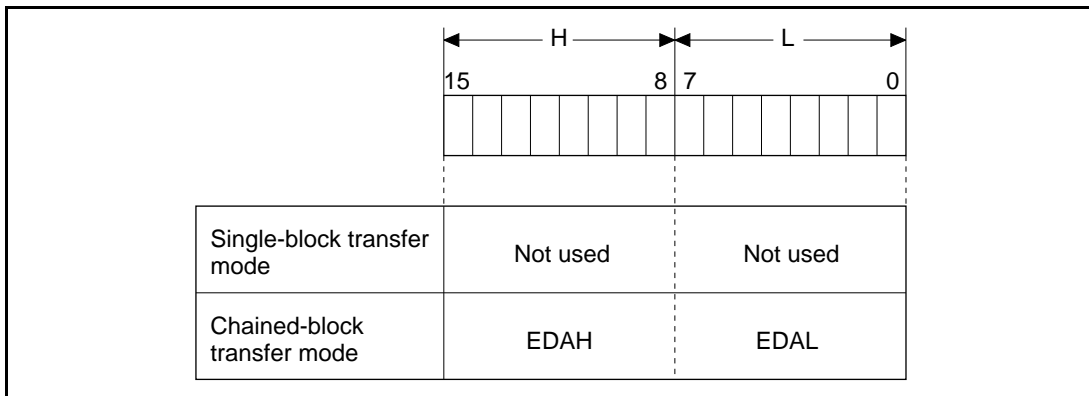 H L
15 8 7 0
Single-block transfer
mode
Not used Not used
Chained-block
transfer mode
EDAH EDAL